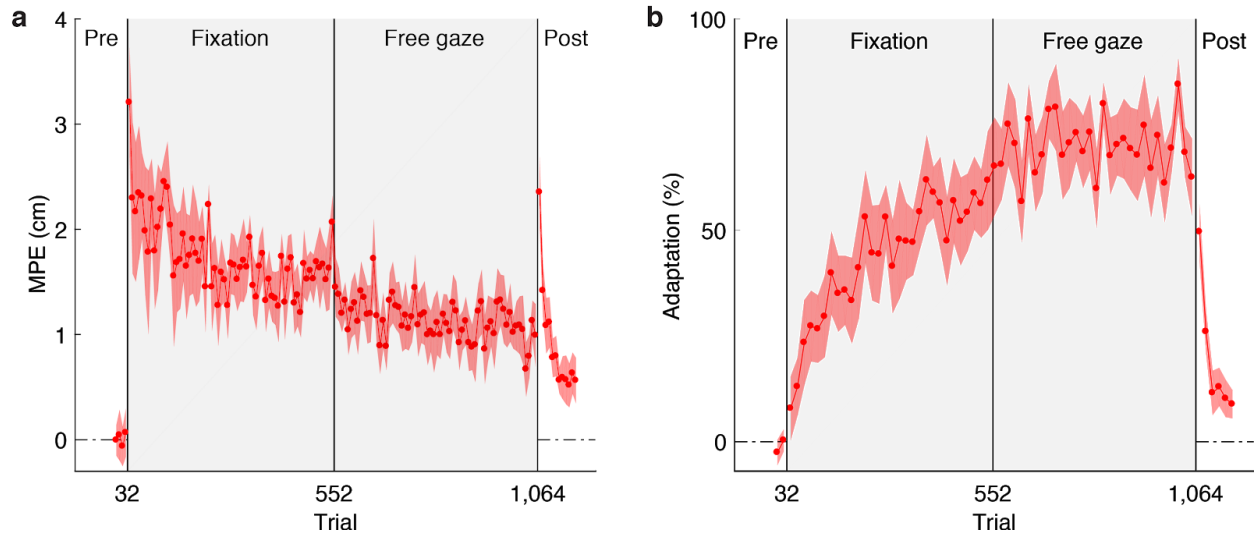 a
4
3
2
1
0
MPE (cm)
Pre
Fixation
Free gaze
Post
32
552
1,064
Trial
b
100
50
0
Adaptation (%)
Pre
Fixation
Free gaze
Post
32
552
1,064
Trial